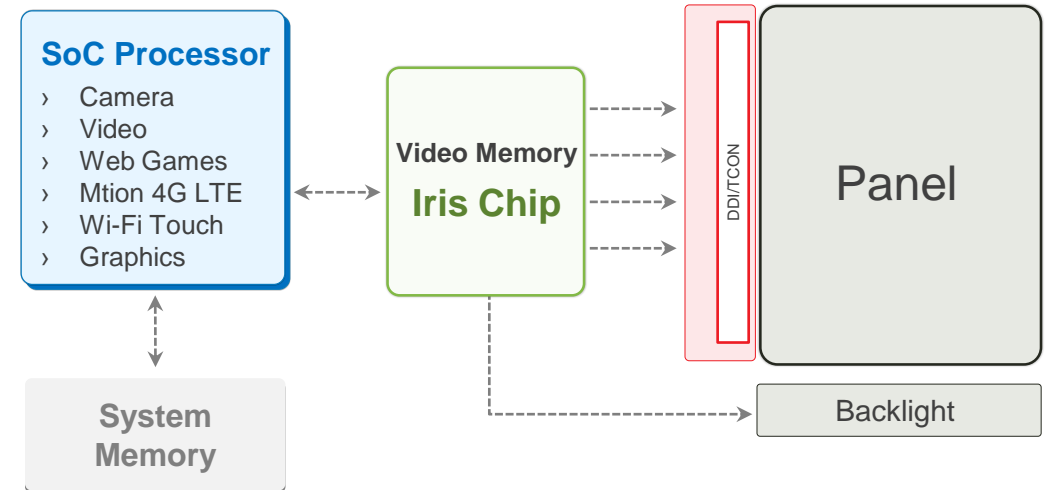 SoC Processor
› Camera
› Video
› Web Games
› Mtion 4G LTE
› Wi-Fi Touch
› Graphics
System
Memory
Video Memory
Iris Chip
DDI/TCON
Panel
Backlight